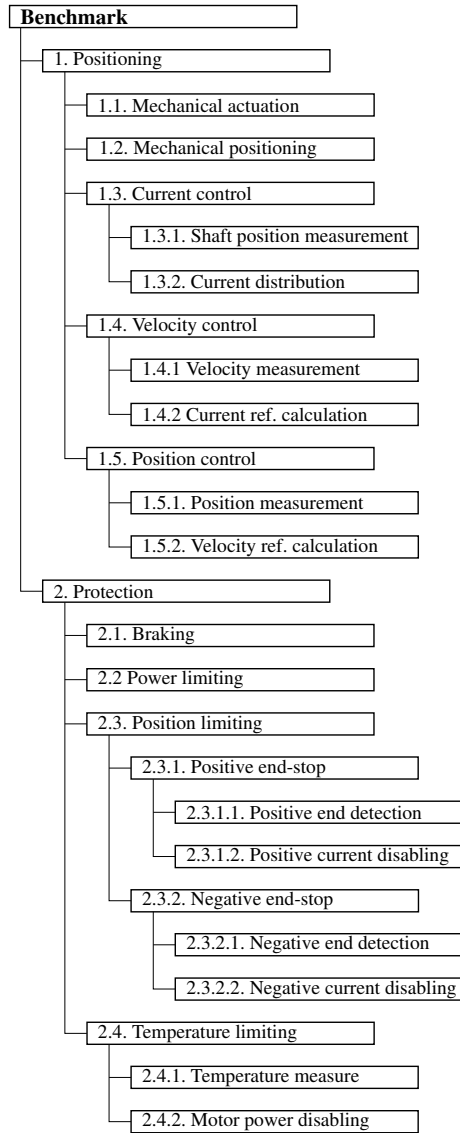 Benchmark
1. Positioning
1.1. Mechanical actuation
1.2. Mechanical positioning
1.3. Current control
1.3.1. Shaft position measurement
1.3.2. Current distribution
1.4. Velocity control
1.4.1 Velocity measurement
1.4.2 Current ref. calculation
1.5. Position control
1.5.1. Position measurement
1.5.2. Velocity ref. calculation
2. Protection
2.1. Braking
2.2 Power limiting
2.3. Position limiting
2.3.1. Positive end-stop
2.3.1.1. Positive end detection
2.3.1.2. Positive current disabling
2.3.2. Negative end-stop
2.3.2.1. Negative end detection
2.3.2.2. Negative current disabling
2.4. Temperature limiting
2.4.1. Temperature measure
2.4.2. Motor power disabling